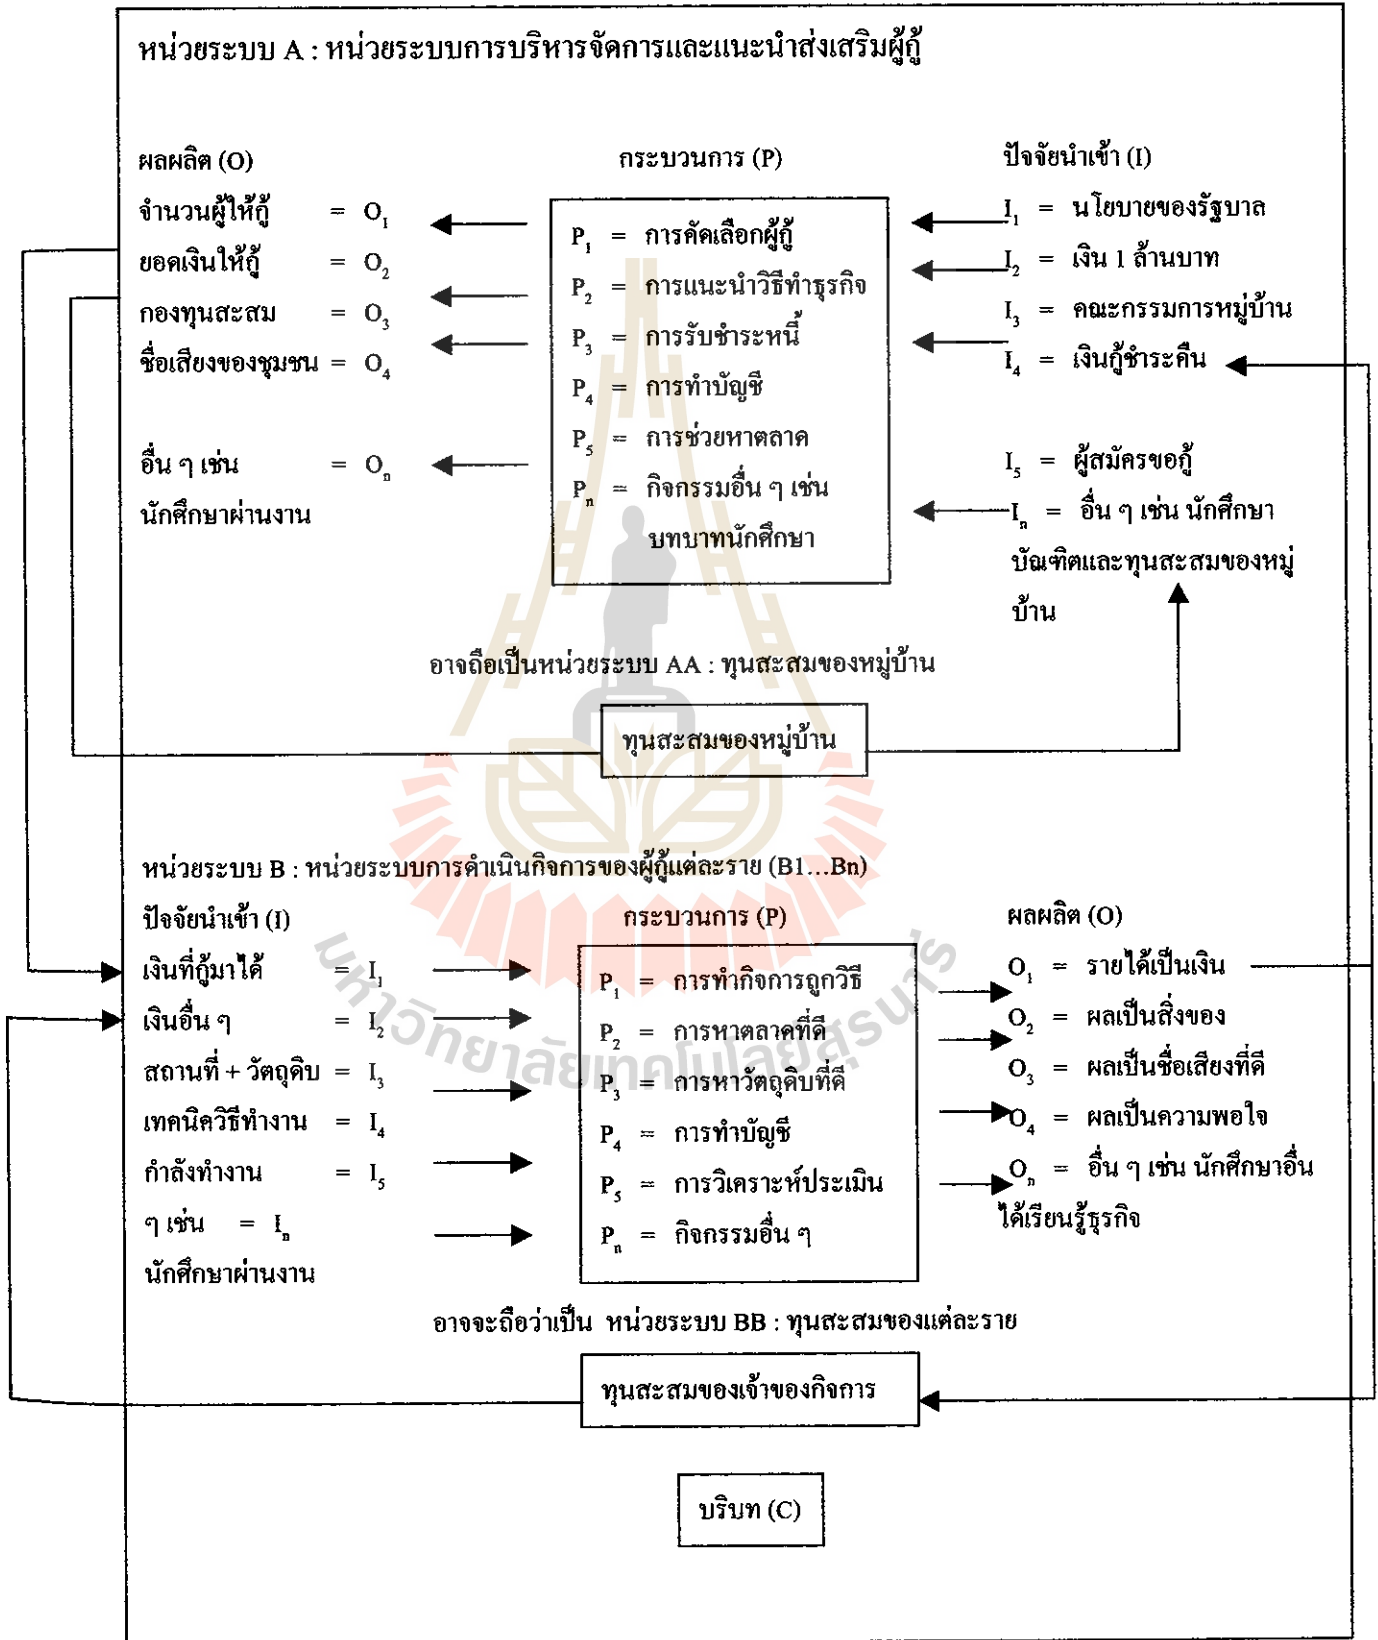 หน่วยระบบ A : หน่วยระบบการบริหารจัดการและแนะนำส่งเสริมผู้กู้
ผลผลิต (O)
จำนวนผู้ให้กู้ = O1
ยอดเงินให้กู้ = O2
กองทุนสะสม = O3
ชื่อเสียงของชุมชน = O4
อื่น ๆ เช่น = On
นักศึกษาผ่านงาน
กระบวนการ (P)
P1 = การคัดเลือกผู้กู้
P2 = การแนะนำวิธีทำธุรกิจ
P3 = การรับชำระหนี้
P4 = การทำบัญชี
P5 = การช่วยหาตลาด
Pn = กิจกรรมอื่น ๆ เช่น
บทบาทนักศึกษา
ปัจจัยนำเข้า (I)
I1 = นโยบายของรัฐบาล
I2 = เงิน 1 ล้านบาท
I3 = คณะกรรมการหมู่บ้าน
I4 = เงินกู้ชำระคืน
I5 = ผู้สมัครขอกู้
In = อื่น ๆ เช่น นักศึกษา
บัณฑิตและทุนสะสมของหมู่
บ้าน
อาจถือเป็นหน่วยระบบ AA : ทุนสะสมของหมู่บ้าน
ทุนสะสมของหมู่บ้าน
หน่วยระบบ B : หน่วยระบบการดำเนินกิจการของผู้กู้แต่ละราย (B1...Bn)
ปัจจัยนำเข้า (I)
เงินที่กู้มาได้ = I1
เงินอื่น ๆ = I2
สถานที่ + วัตถุดิบ = I3
เทคนิควิธีทำงาน = I4
กำลังทำงาน = I5
ๆ เช่น = In
นักศึกษาผ่านงาน
กระบวนการ (P)
P1 = การทำกิจการถูกวิธี
P2 = การหาตลาดที่ดี
P3 = การหาวัตถุดิบที่ดี
P4 = การทำบัญชี
P5 = การวิเคราะห์ประเมิน
Pn = กิจกรรมอื่น ๆ
ผลผลิต (O)
O1 = รายได้เป็นเงิน
O2 = ผลเป็นสิ่งของ
O3 = ผลเป็นชื่อเสียงที่ดี
O4 = ผลเป็นความพอใจ
On = อื่น ๆ เช่น นักศึกษาอื่น
ได้เรียนรู้ธุรกิจ
มหาวิทยาลัยเทคโนโลยีสุรนารี
อาจจะถือว่าเป็น หน่วยระบบ BB : ทุนสะสมของแต่ละราย
ทุนสะสมของเจ้าของกิจการ
บริบท (C)